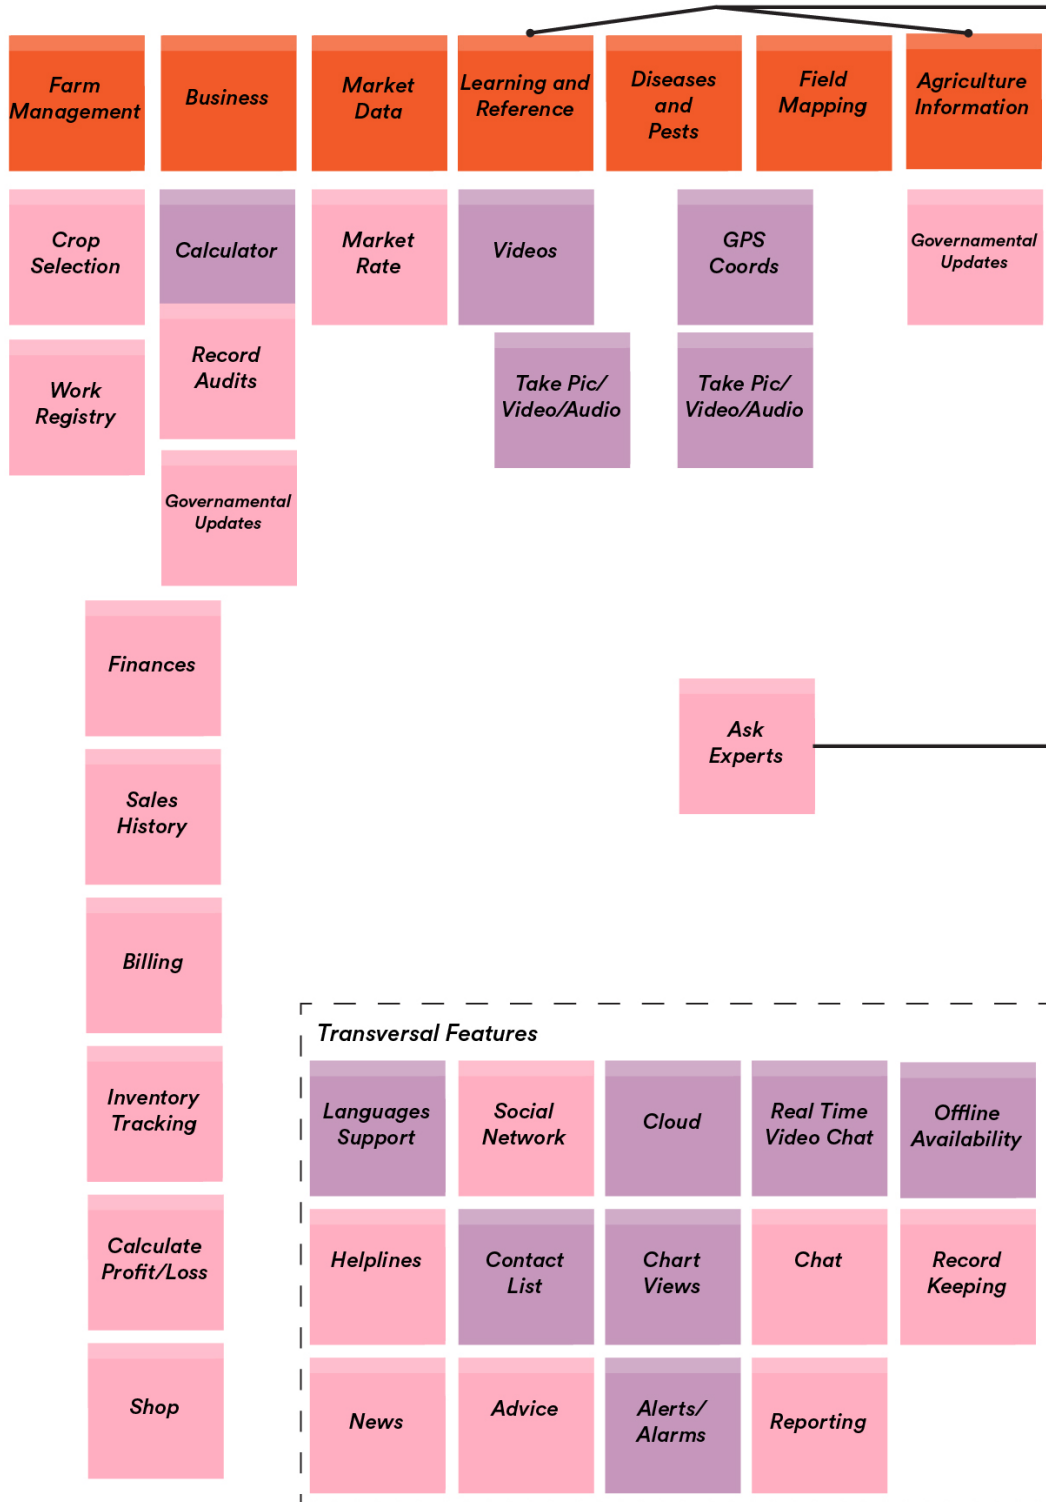 Farm
Management
Business
Market
Data
Learning and
Reference
Diseases
and
Pests
Field
Mapping
Agriculture
Information
Crop
Selection
Calculator
Market
Rate
Videos
GPS
Coords
Governamental
Updates
Work
Registry
Record
Audits
Take Pic/
Video/Audio
Take Pic/
Video/Audio
Governamental
Updates
Finances
Ask
Experts
Sales
History
Billing
Inventory
Tracking
Calculate
Profit/Loss
Shop
Transversal Features
Languages
Support
Social
Network
Cloud
Real Time
Video Chat
Offline
Availability
Helplines
Contact
List
Chart
Views
Chat
Record
Keeping
News
Advice
Alerts/
Alarms
Reporting